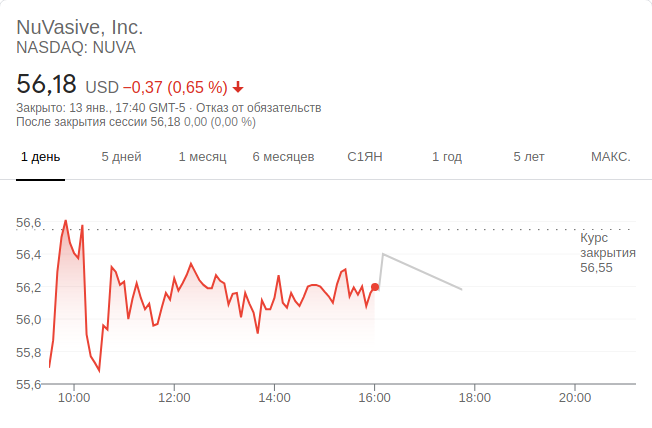 NuVasive, Inc.
NASDAQ: NUVA
56,18 USD −0,37 (0,65 %)
Закрыто: 13 янв., 17:40 GMT-5 · Отказ от обязательств
После закрытия сессии 56,18 0,00 (0,00 %)
1 день 5 дней 1 месяц 6 месяцев С1ЯН 1 год 5 лет МАКС.
56,6
Курс
закрытия
56,55
56,4
56,2
56,0
55,8
55,6
10:00 12:00 14:00 16:00 18:00 20:00